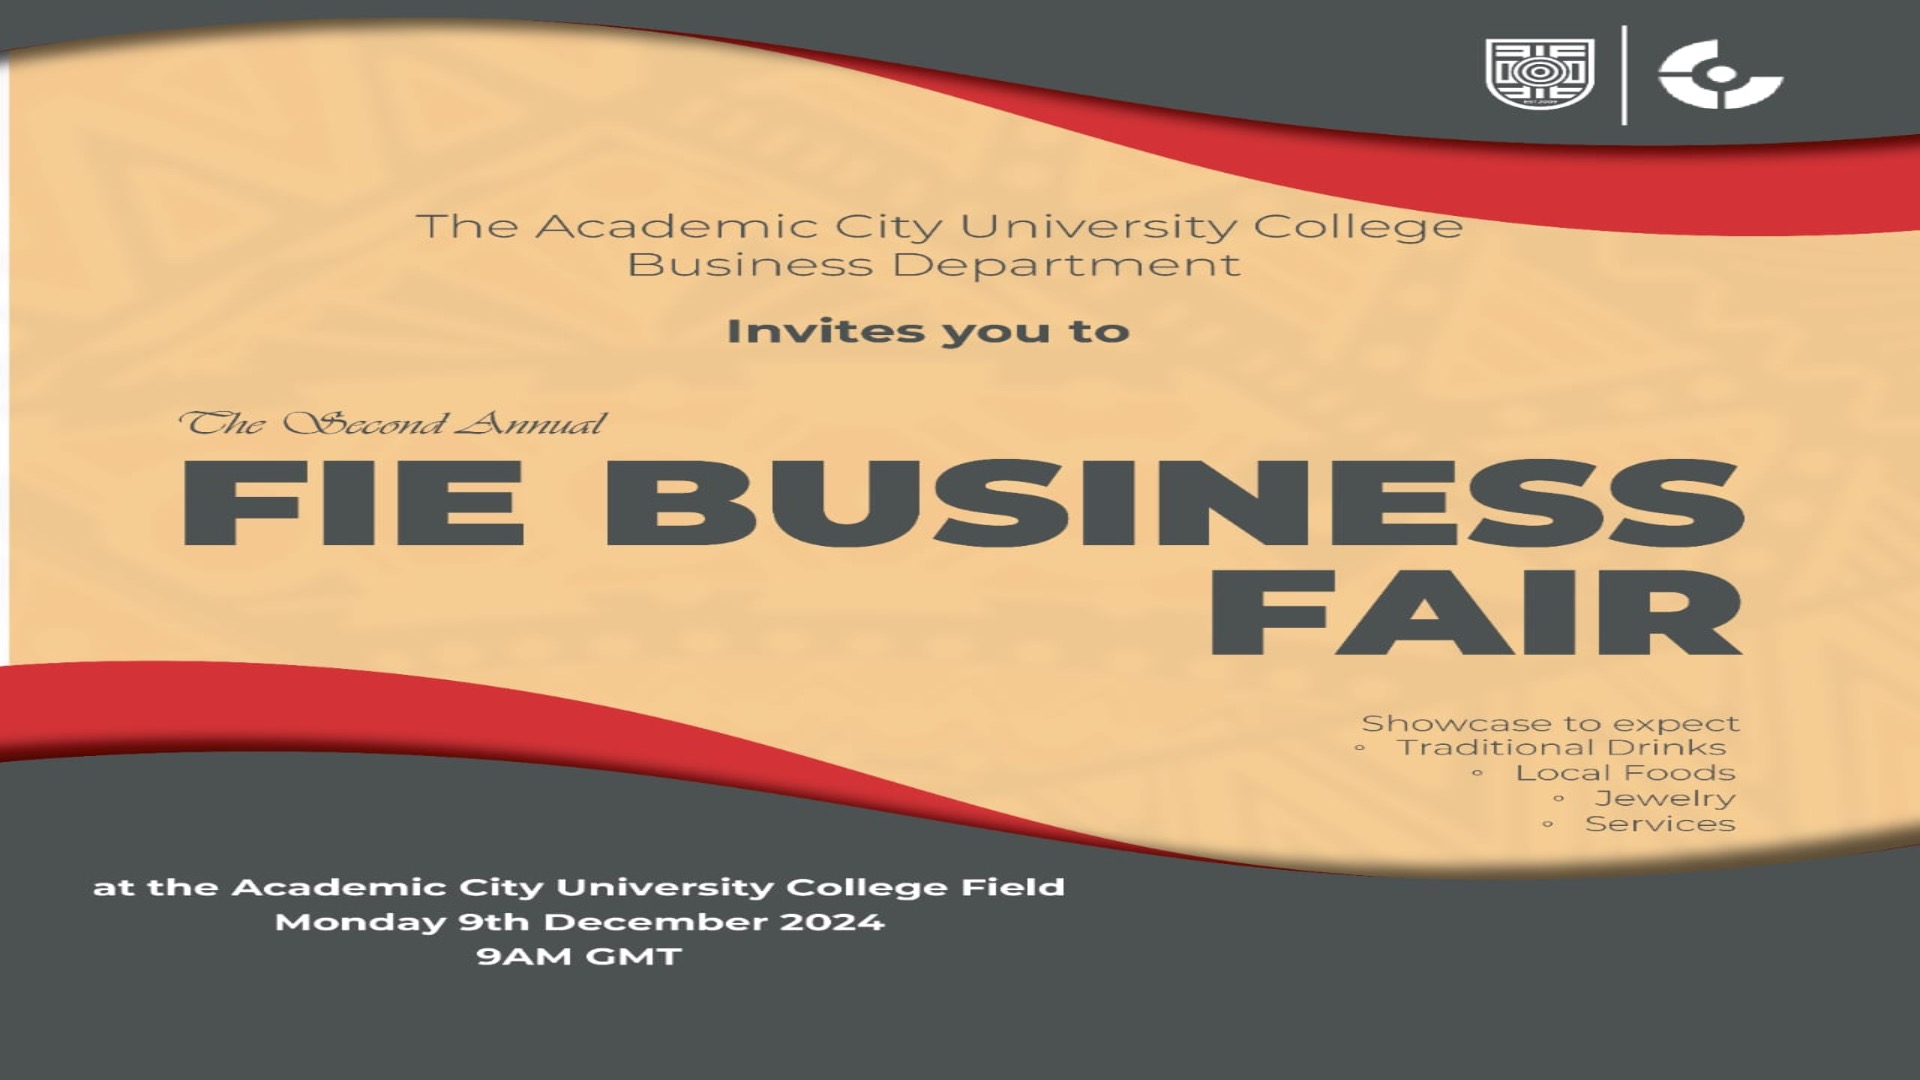 The Academic City University College
Business Department
Invites you to
The Second Annual
FIE BUSINESS
FAIR
Showcase to expect
◦ Traditional Drinks
◦ Local Foods
◦ Jewelry
◦ Services
at the Academic City University College Field
Monday 9th December 2024
9AM GMT